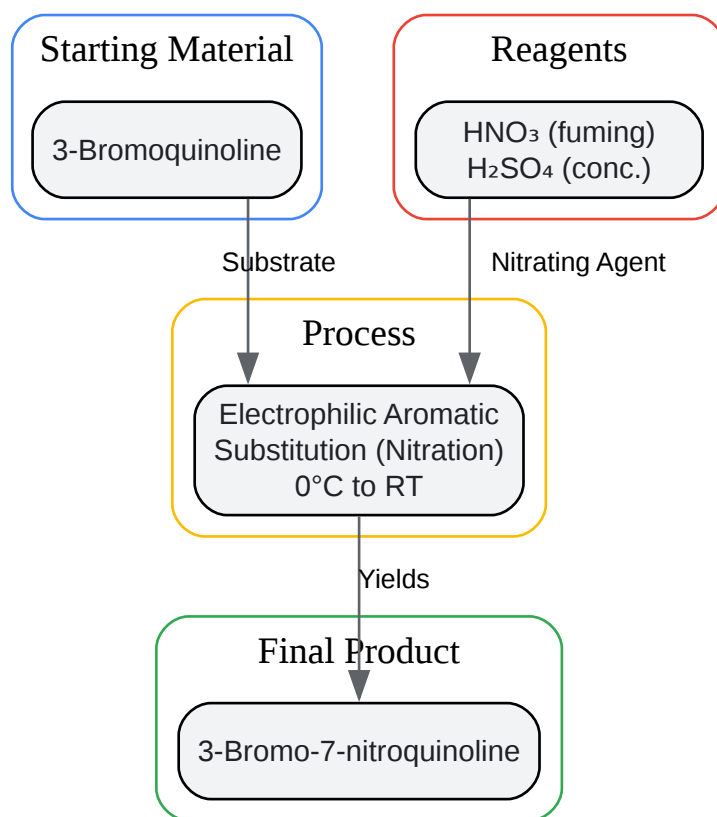 Starting Material
3-Bromoquinoline
Reagents
HNO₃ (fuming)
H₂SO₄ (conc.)
Substrate
Nitrating Agent
Process
Electrophilic Aromatic
Substitution (Nitration)
0°C to RT
Yields
Final Product
3-Bromo-7-nitroquinoline